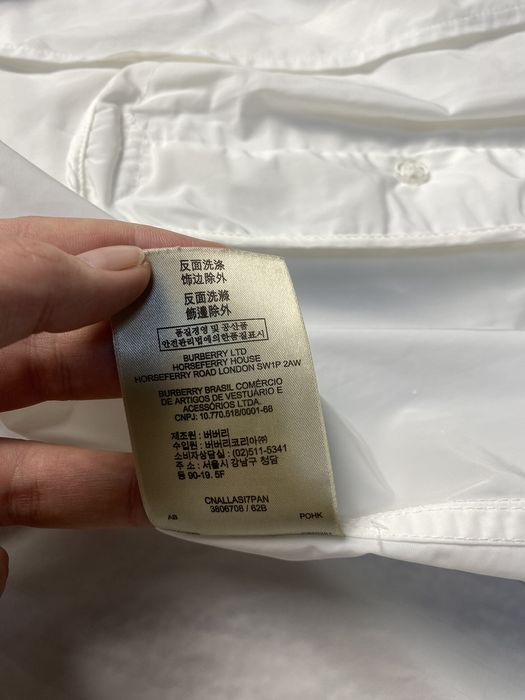 反面洗涤
饰边除外
反面洗滌
飾邊除外
품질경영 및 공산품
안전관리법에의한품질표시
BURBERRY LTD
HORSEFERRY HOUSE
HORSEFERRY ROAD LONDON SW1P 2AW
BURBERRY BRASIL COMÉRCIO
DE ARTIGOS DE VESTUÁRIO E
ACESSÓRIOS LTDA.
CNPJ: 10.770.518/0001-68
제조원 : 버버리
수입원 : 버버리코리아㈜
소비자상담실 : (02)511-5341
주 소 : 서울시 강남구 청담
동 90-19. 5F
CNALLASI7PAN
3806708 / 62B
AB POHK